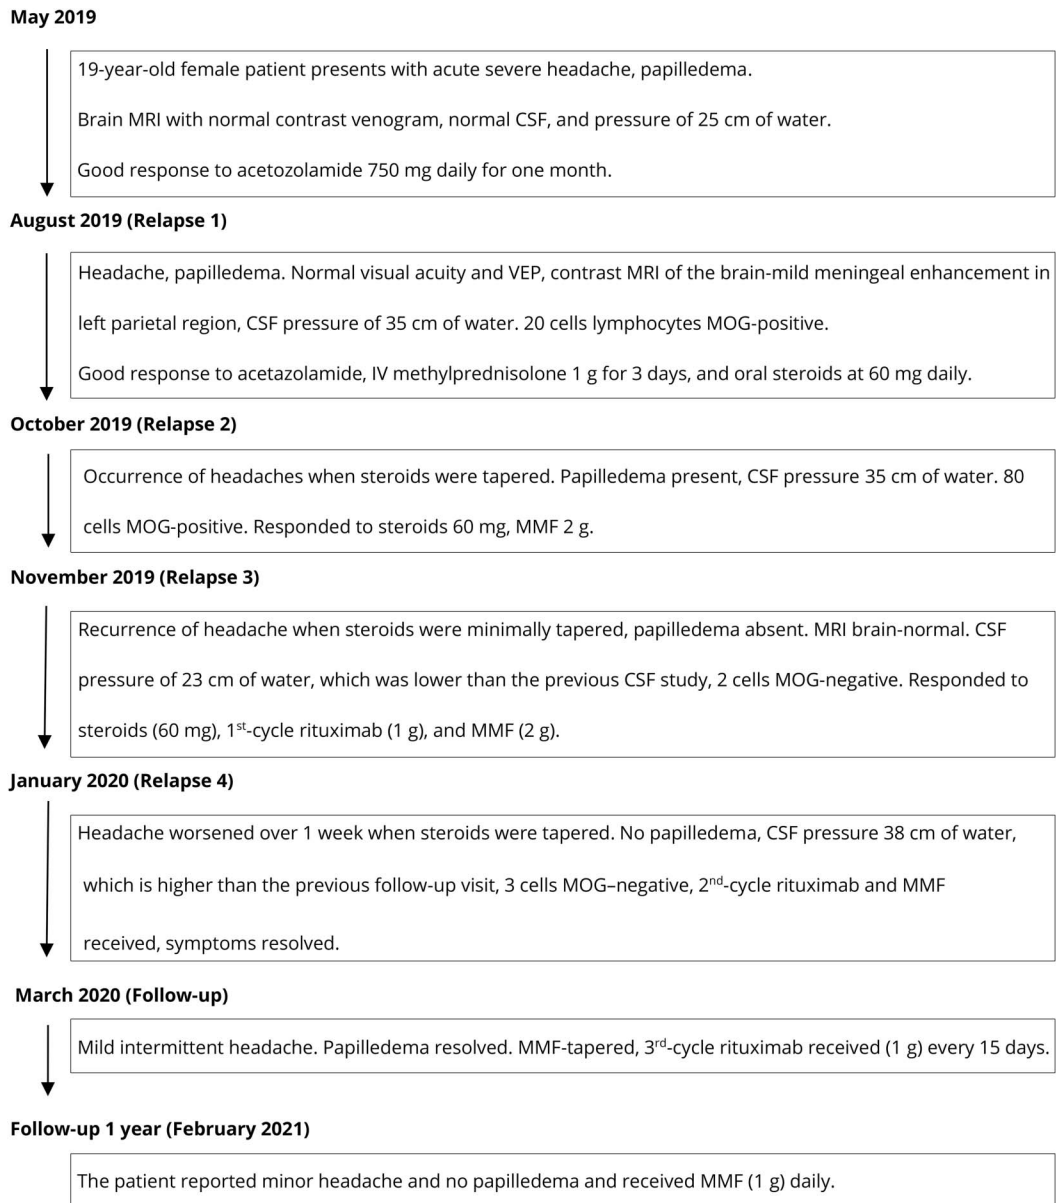 May 2019
19-year-old female patient presents with acute severe headache, papilledema.
Brain MRI with normal contrast venogram, normal CSF, and pressure of 25 cm of water.
Good response to acetozolamide 750 mg daily for one month.
August 2019 (Relapse 1)
Headache, papilledema. Normal visual acuity and VEP, contrast MRI of the brain-mild meningeal enhancement in
left parietal region, CSF pressure of 35 cm of water. 20 cells lymphocytes MOG-positive.
Good response to acetazolamide, IV methylprednisolone 1 g for 3 days, and oral steroids at 60 mg daily.
October 2019 (Relapse 2)
Occurrence of headaches when steroids were tapered. Papilledema present, CSF pressure 35 cm of water. 80
cells MOG-positive. Responded to steroids 60 mg, MMF 2 g.
November 2019 (Relapse 3)
Recurrence of headache when steroids were minimally tapered, papilledema absent. MRI brain-normal. CSF
pressure of 23 cm of water, which was lower than the previous CSF study, 2 cells MOG-negative. Responded to
steroids (60 mg), 1st-cycle rituximab (1 g), and MMF (2 g).
January 2020 (Relapse 4)
Headache worsened over 1 week when steroids were tapered. No papilledema, CSF pressure 38 cm of water,
which is higher than the previous follow-up visit, 3 cells MOG–negative, 2nd-cycle rituximab and MMF
received, symptoms resolved.
March 2020 (Follow-up)
Mild intermittent headache. Papilledema resolved. MMF-tapered, 3rd-cycle rituximab received (1 g) every 15 days.
Follow-up 1 year (February 2021)
The patient reported minor headache and no papilledema and received MMF (1 g) daily.